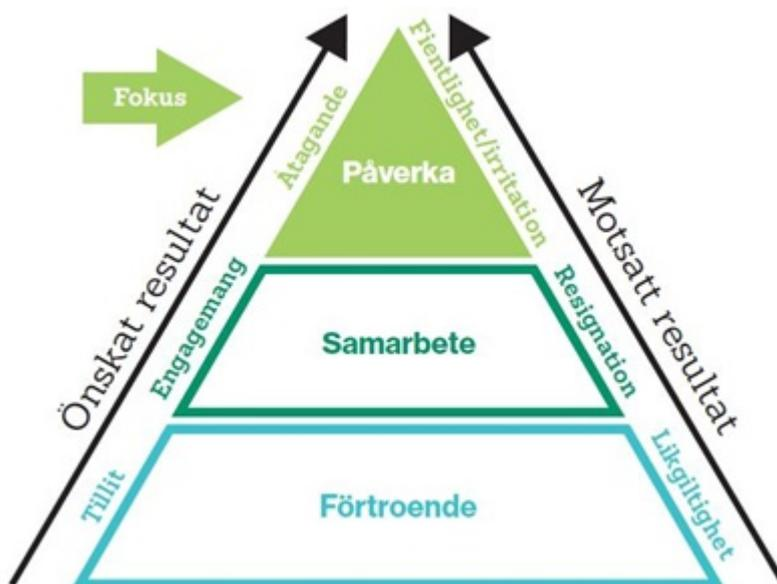 Fokus
Åtagande
Fientlighet/irritation
Påverka
Önskat resultat
Motsatt resultat
Engagemang
Samarbete
Resignation
Tillit
Förtroende
Likgiltighet